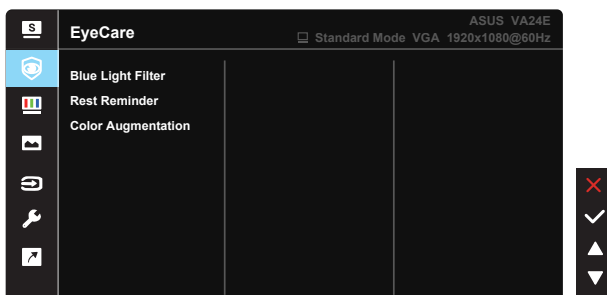 S
EyeCare
ASUS VA24E
Standard Mode VGA 1920x1080@60Hz
Blue Light Filter
Rest Reminder
Color Augmentation